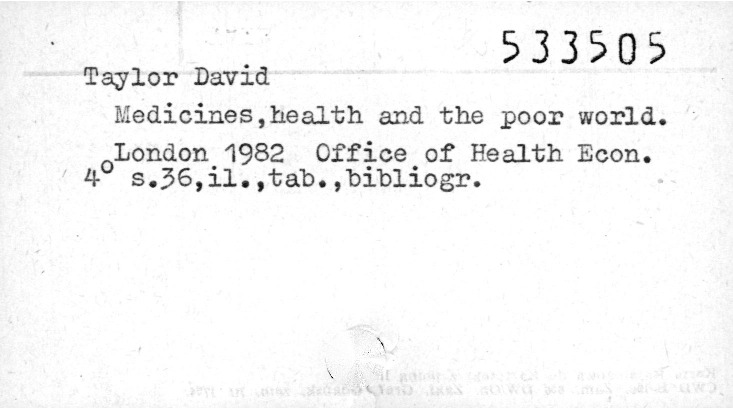 533505
Taylor David
Medicines,health and the poor world.
London 1982 Office of Health Econ.
4° s.36,il.,tab.,bibliogr.